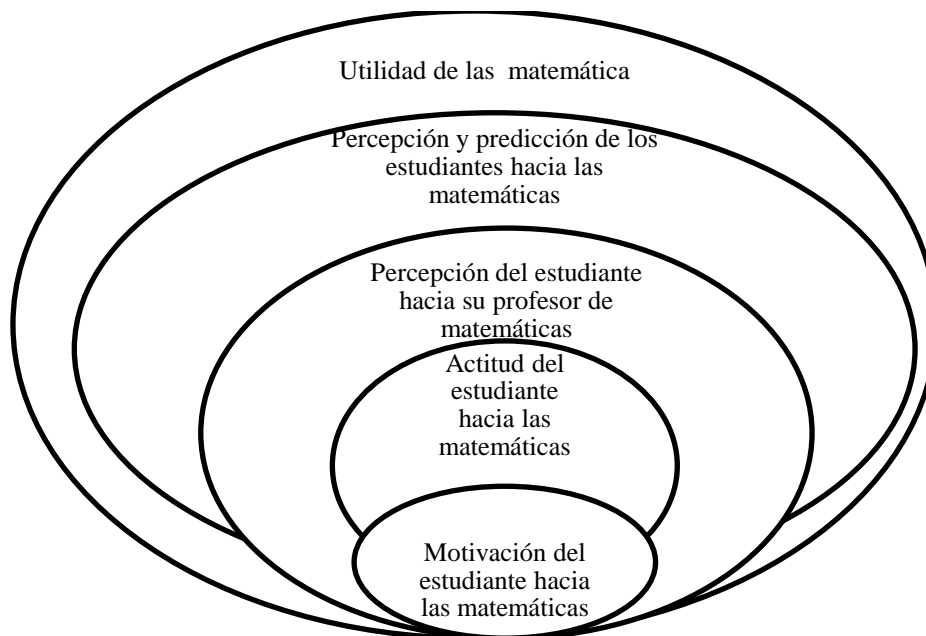 Utilidad de las matemática
Percepción y predicción de los
estudiantes hacia las
matemáticas
Percepción del estudiante
hacia su profesor de
matemáticas
Actitud del
estudiante
hacia las
matemáticas
Motivación del
estudiante hacia
las matemáticas